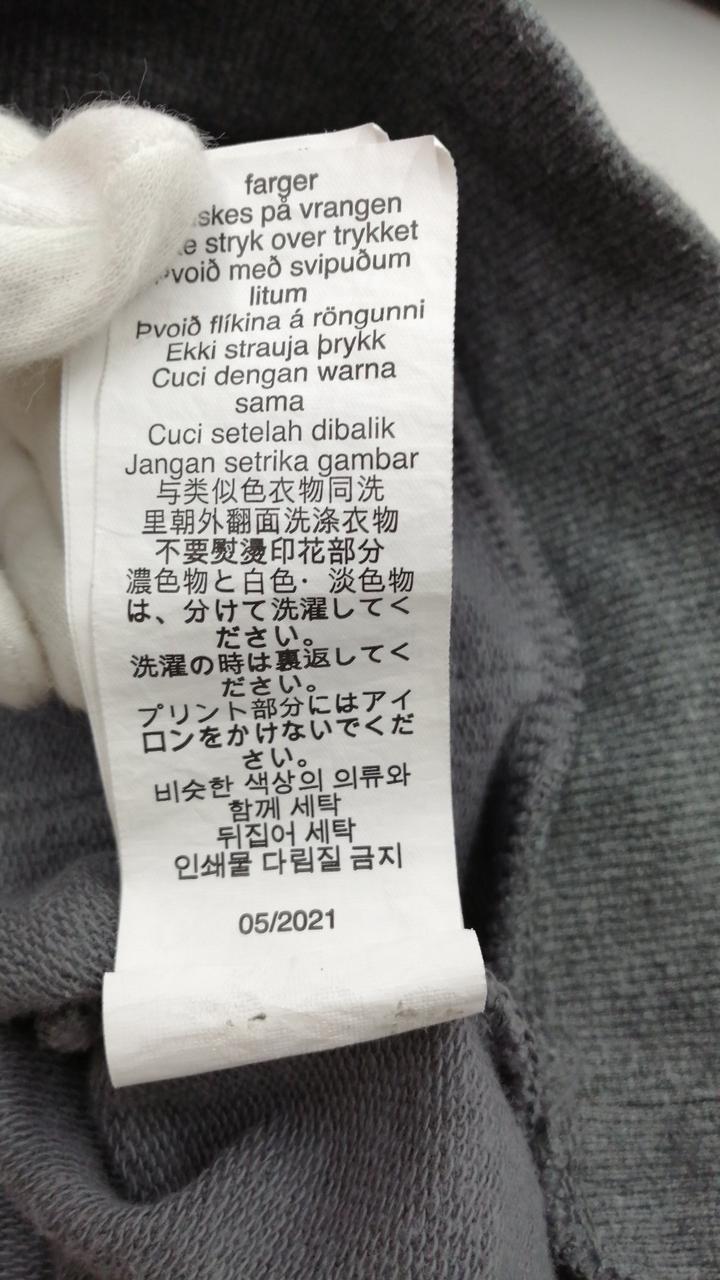 farger
på vrangen
stryk over trykket
með svipuðum
litum
Þvoið flíkina á röngunni
Ekki strauja þrykk
Cuci dengan warna
sama
Cuci setelah dibalik
Jangan setrika gambar
与类似色衣物同洗
里朝外翻面洗涤衣物
不要熨燙印花部分
濃色物と白色・淡色物
は、分けて洗濯してく
ださい。
洗濯の時は裏返してく
ださい。
プリント部分にはアイ
ロンをかけないでくだ
さい。
비슷한 색상의 의류와
함께 세탁
뒤집어 세탁
인쇄물 다림질 금지
05/2021